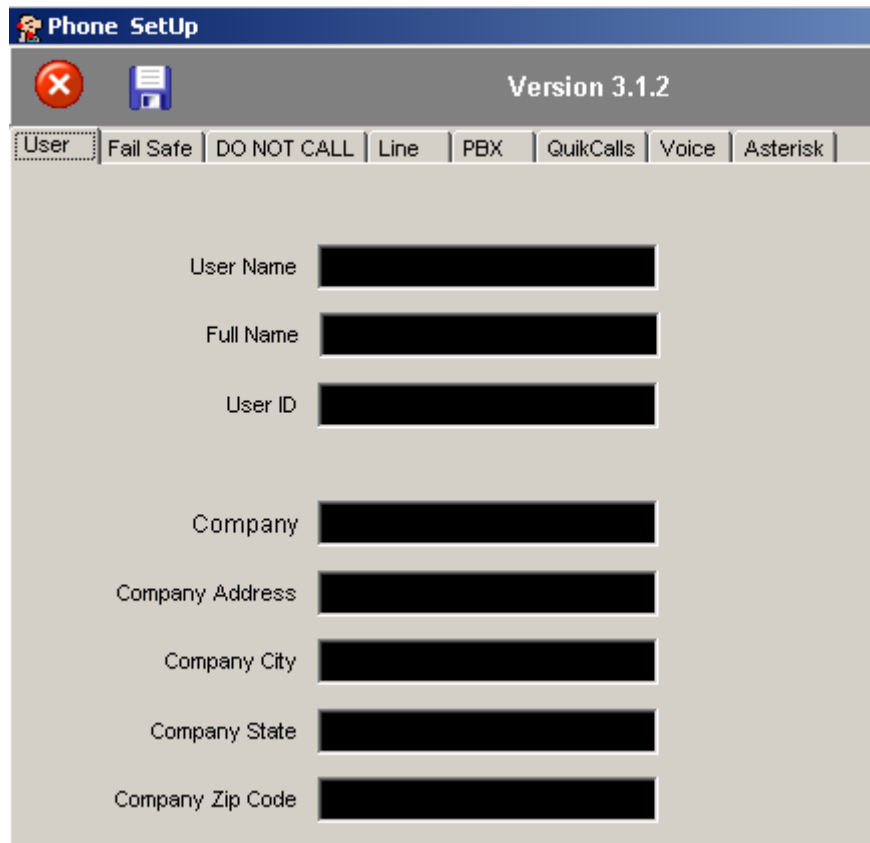 Phone SetUp
Version 3.1.2
User Fail Safe DO NOT CALL Line PBX QuikCalls Voice Asterisk
User Name
Full Name
User ID
Company
Company Address
Company City
Company State
Company Zip Code